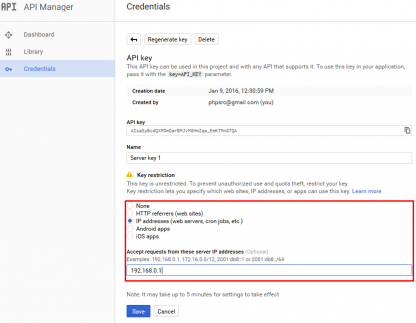 API
API Manager
Credentials
Dashboard
Library
Credentials
Regenerate key
Delete
API key
This API key can be used in this project and with any API that supports it. To use this key in your application,
pass it with the key=API_KEY parameter.
Creation date
Jan 9, 2016, 12:30:59 PM
Created by
phpsrc@gmail.com (you)
API key
Name
Server key 1
Key restriction
This key is unrestricted. To prevent unauthorized use and quota theft, restrict your key.
Key restriction lets you specify which web sites, IP addresses, or apps can use this key. Learn more
None
HTTP referrers (web sites)
IP addresses (web servers, cron jobs, etc.)
Android apps
iOS apps
Accept requests from these server IP addresses (Optional)
Examples: 192.168.0.1, 172.16.0.0/12, 2001:db8::1 or 2001:db8::/64
192.168.0.1
Note: It may take up to 5 minutes for settings to take effect
Save
Cancel